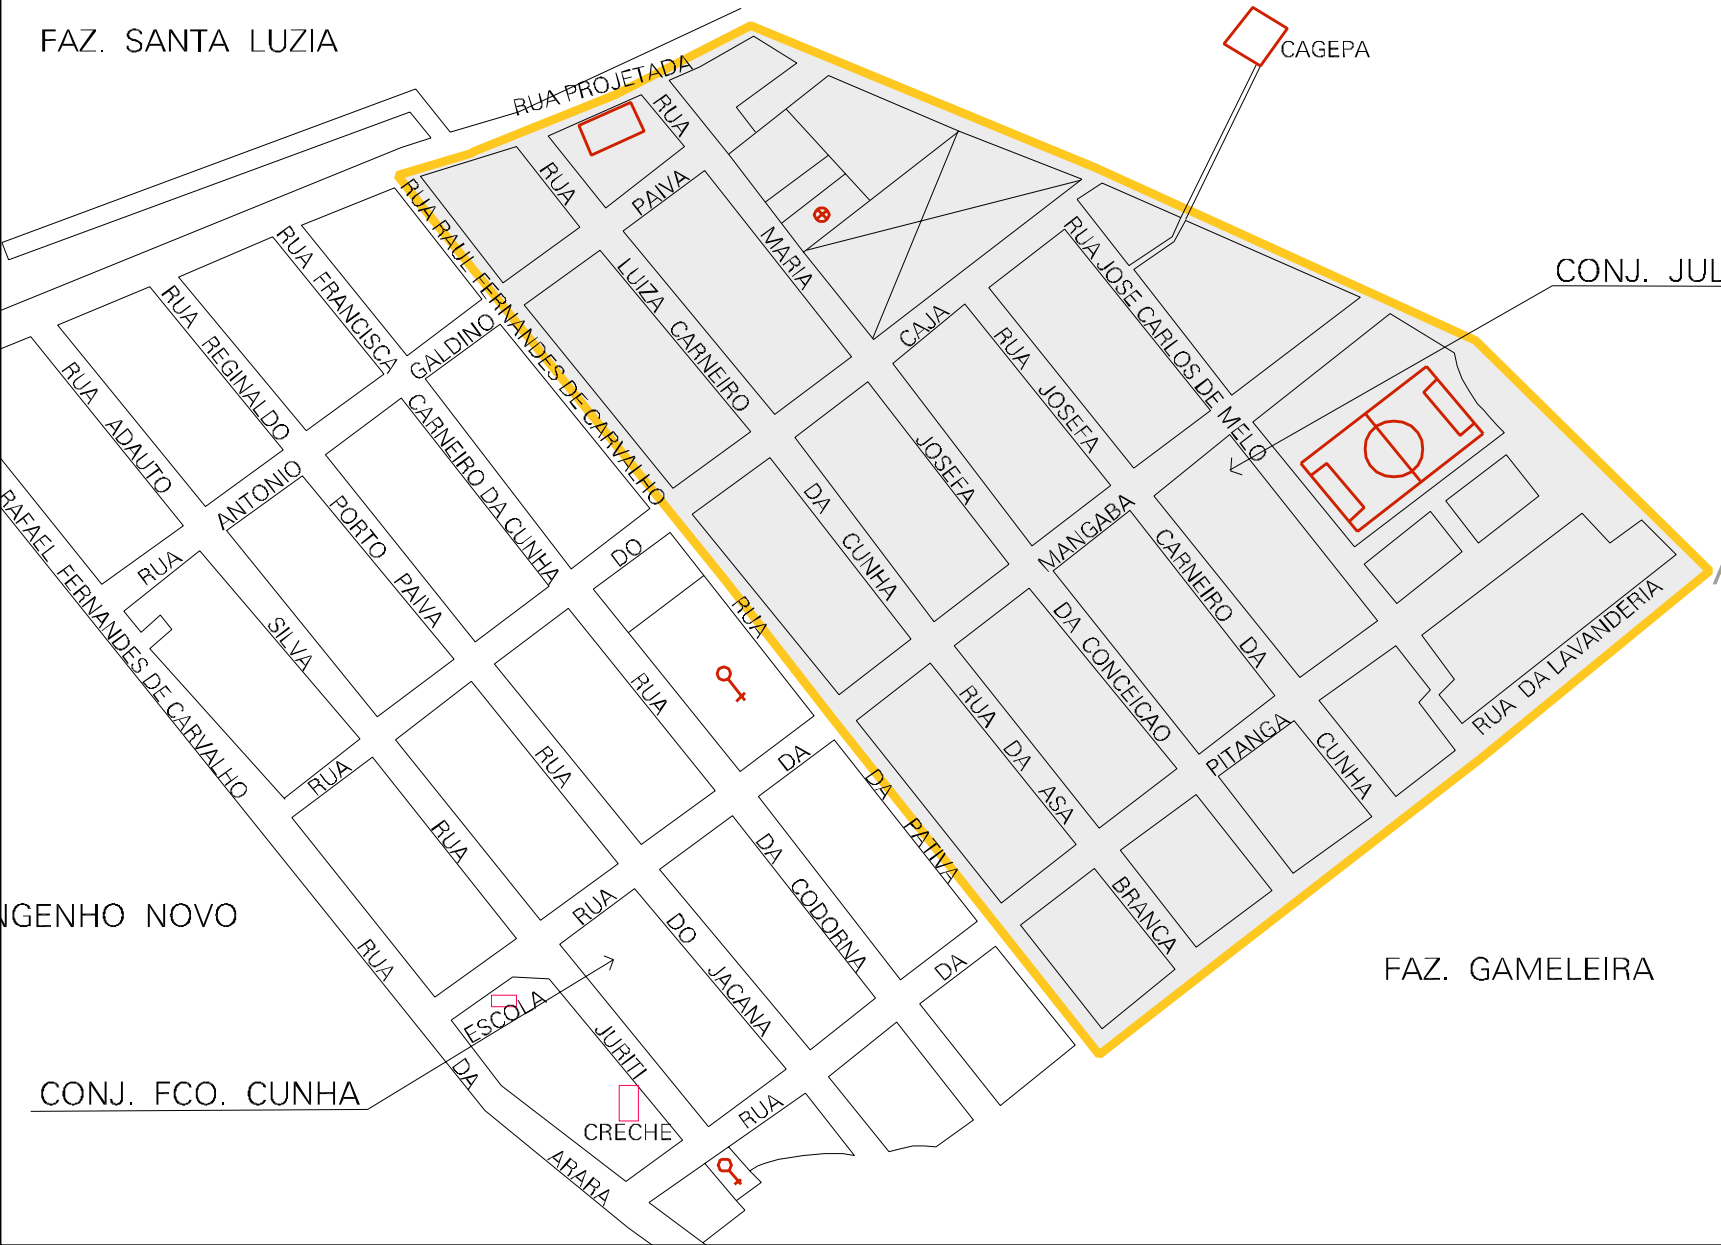 FAZ. SANTA LUZIA
CAGEPA
RUA PROJETADA
RUA
RUA
PAIVA
MARIA
RUA RAUL FERNANDES DE CARVALHO
RUA FRANCISCA
RUA REGINALDO
RUA ADAUTO
GALDINO
LUIZA CARNEIRO
CAJA
RUA JOSE CARLOS DE MELO
CONJ. JUL
RUA JOSEFA
JOSEFA
CARNEIRO DA CUNHA
ANTONIO
PORTO PAIVA
RUA
SILVA
RAFAEL FERNANDES DE CARVALHO
DO
DA CUNHA
MANGABA
CARNEIRO DA
CUNHA
DA CONCEICAO
PITANGA
RUA DA LAVANDERIA
RUA
DA
PATIVA
RUA DA ASA
BRANCA
RUA
RUA
RUA
RUA
DA
DA CODORNA
RUA
DO JACANA
DA
NGENHO NOVO
FAZ. GAMELEIRA
RUA
DA
ARARA
ESCOLA
JURITI
CRECHE
RUA
CONJ. FCO. CUNHA